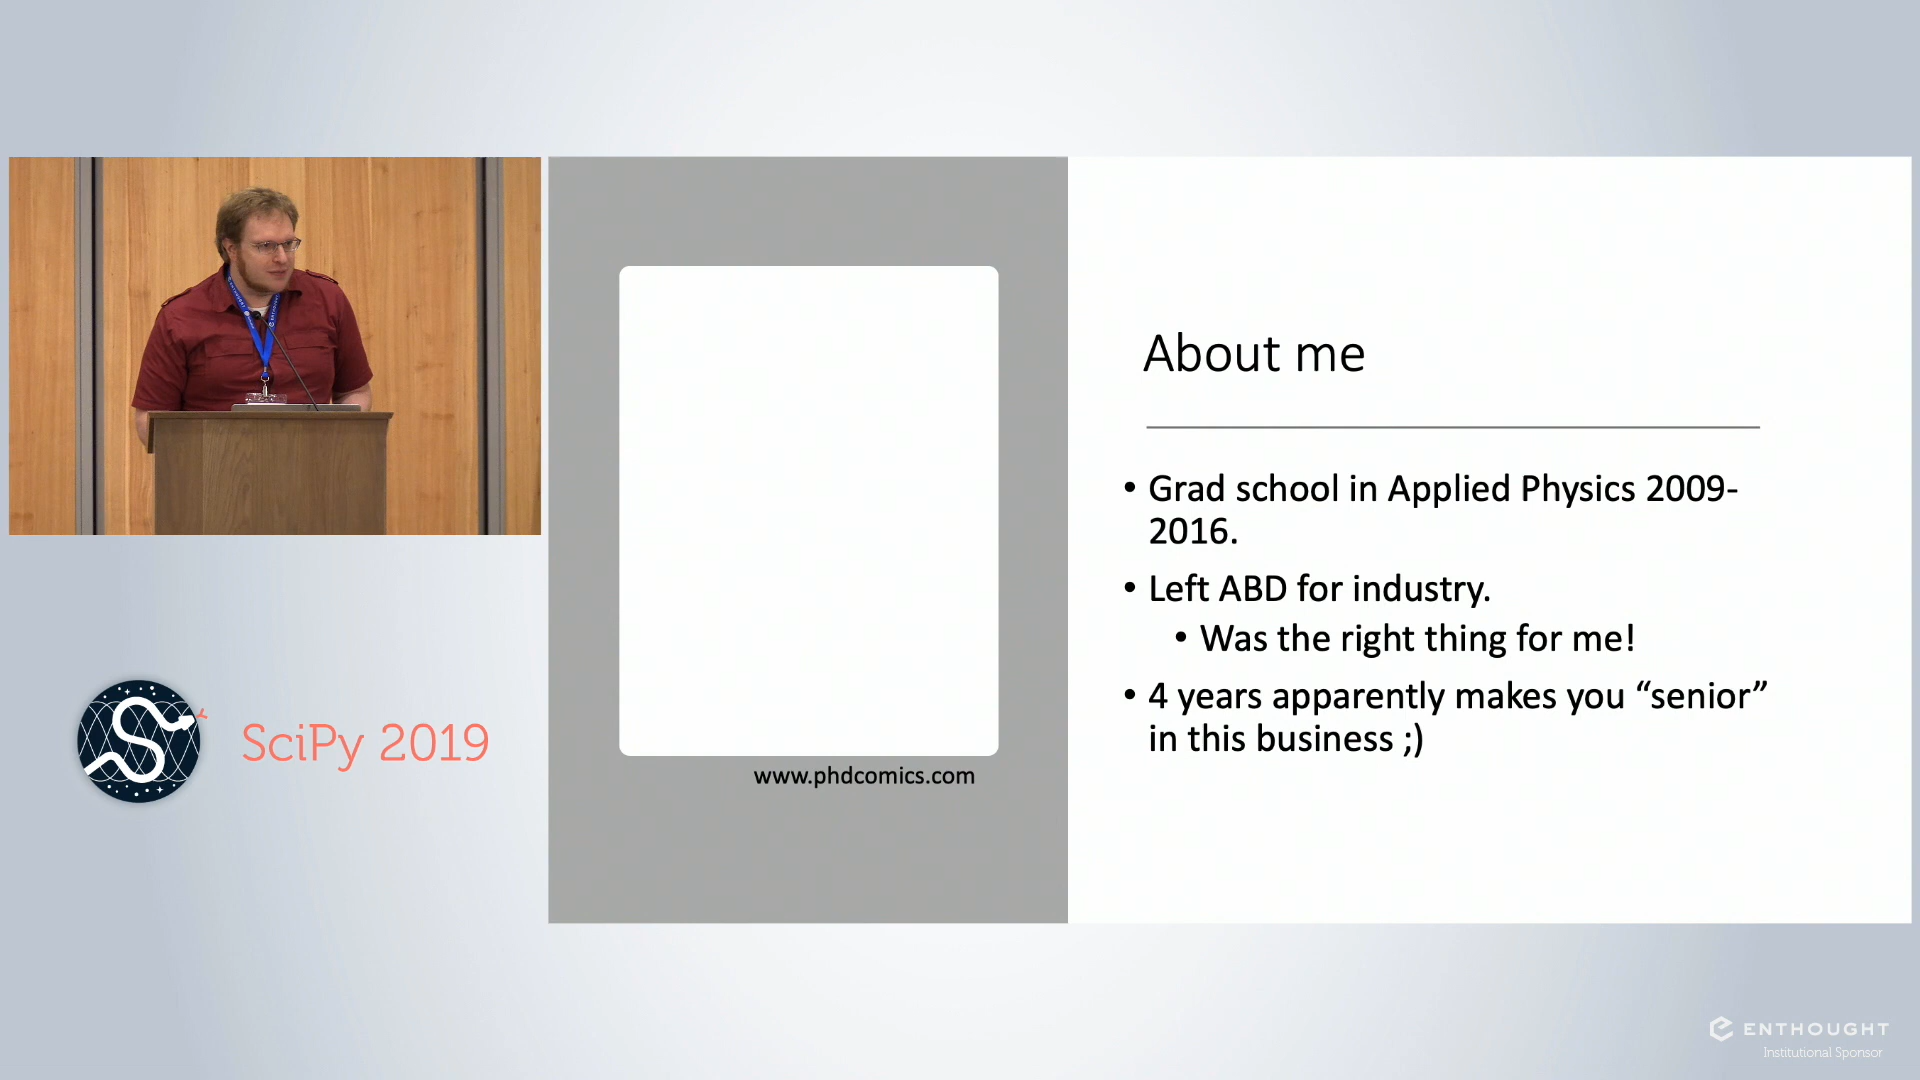 About me
• Grad school in Applied Physics 2009-
2016.
• Left ABD for industry.
• Was the right thing for me!
• 4 years apparently makes you “senior”
in this business ;)
www.phdcomics.com
SciPy 2019
ENTHOUGHT
Institutional Sponsor